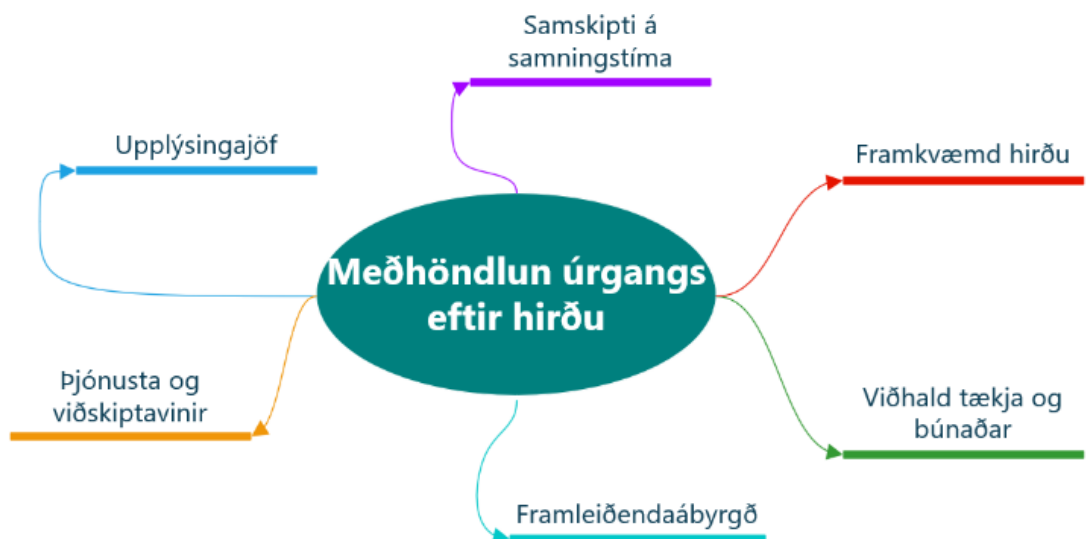 Samskipti á
samningstíma
Upplýsingajöf
Framkvæmd hirðu
Meðhöndlun úrgangs
eftir hirðu
Þjónusta og
viðskiptavinir
Viðhald tækja og
búnaðar
Framleiðendaábyrgð